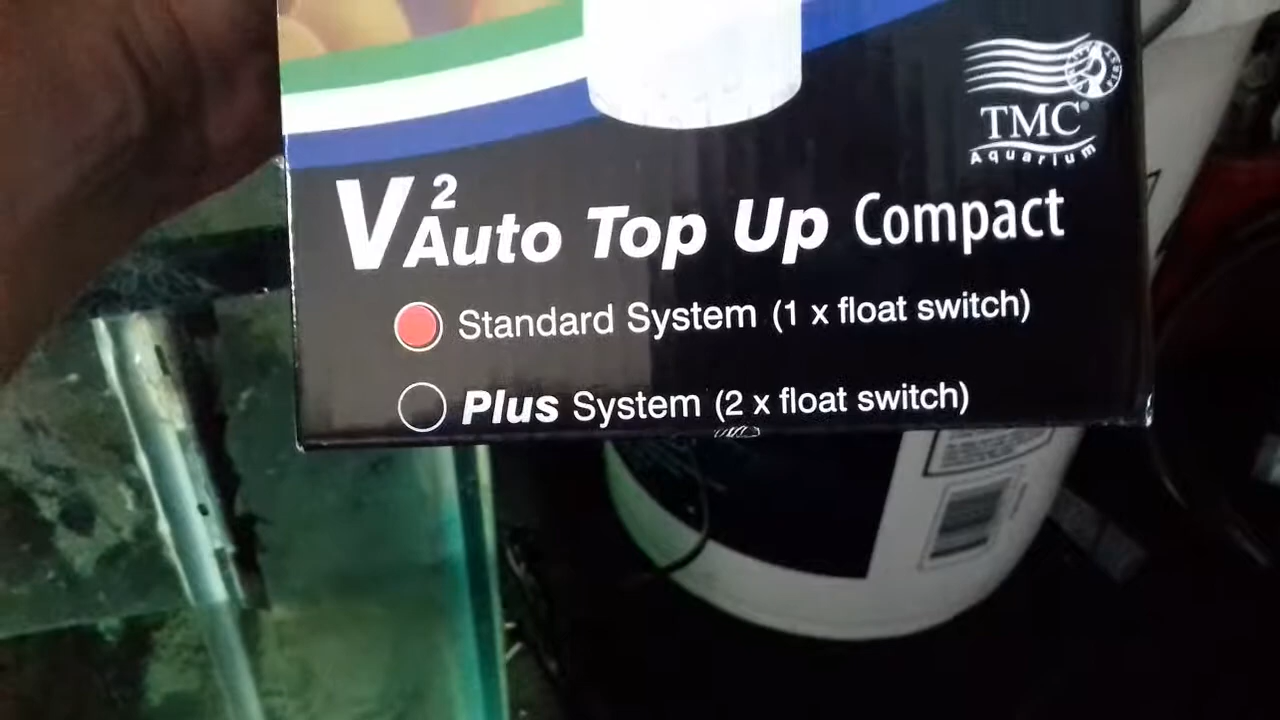 TMC®
Aquarium
V² Auto Top Up Compact
Standard System (1 x float switch)
Plus System (2 x float switch)